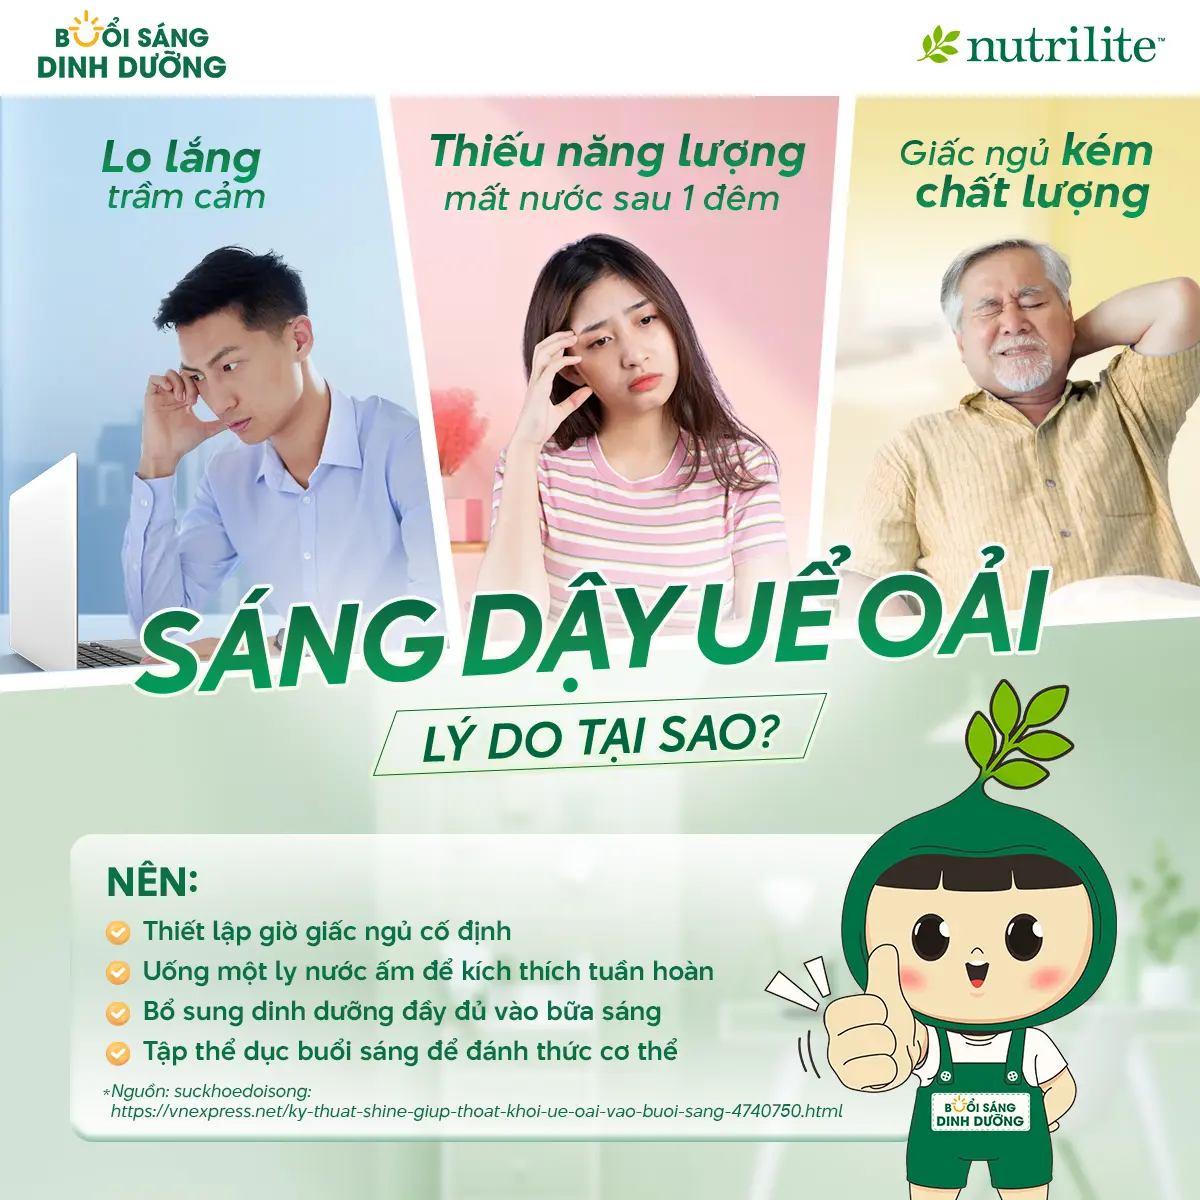 BUỔI SÁNG
DINH DƯỠNG
nutrilite™
Lo lắng
trầm cảm
Thiếu năng lượng
mất nước sau 1 đêm
Giấc ngủ kém
chất lượng
SÁNG DẬY UỂ OẢI
LÝ DO TẠI SAO?
NÊN:
Thiết lập giờ giấc ngủ cố định
Uống một ly nước ấm để kích thích tuần hoàn
Bổ sung dinh dưỡng đầy đủ vào bữa sáng
Tập thể dục buổi sáng để đánh thức cơ thể
*Nguồn: suckhoedoisong:
https://vnexpress.net/ky-thuat-shine-giup-thoat-khoi-ue-oai-vao-buoi-sang-4740750.html
BUỔI SÁNG
DINH DƯỠNG